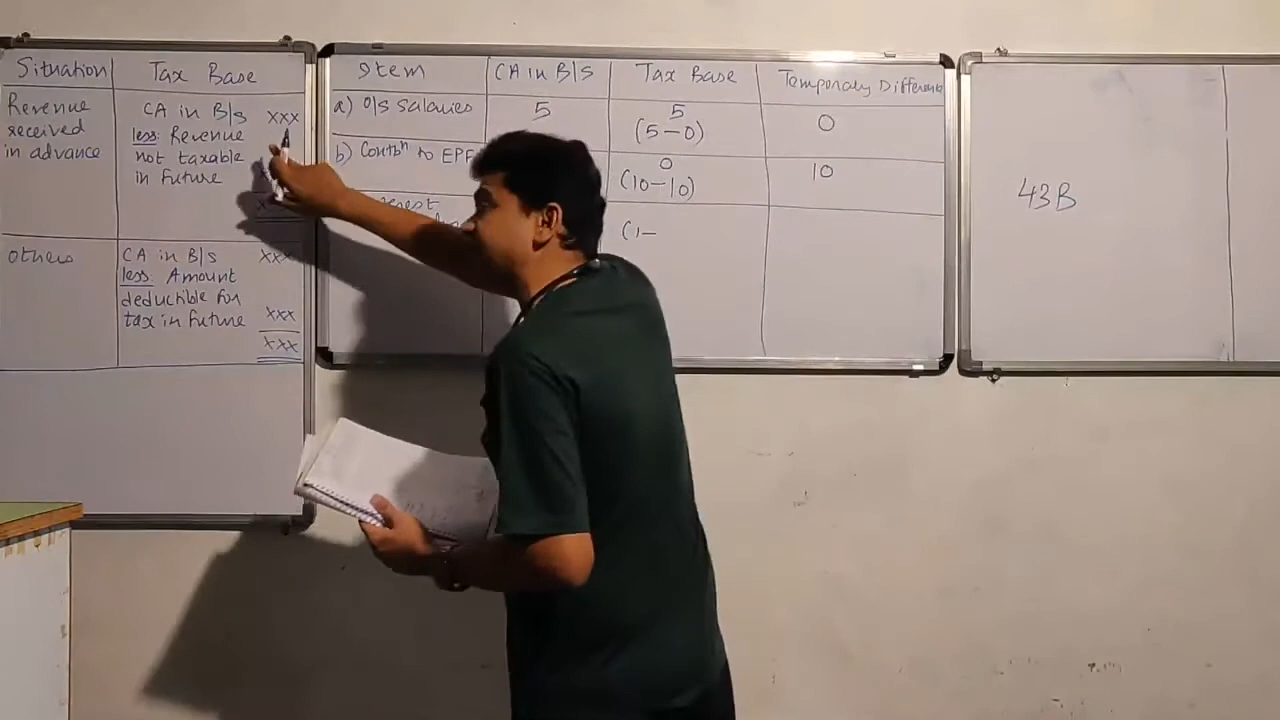 Situation
Tax Base
Revenue
received
in advance
CA in B/s xxx
less: Revenue
not taxable
in future
others
CA in B/s xxx
less: Amount
deductible for
tax in future xxx
xxx
Item
CA in B/S
Tax Base
Temporary Difference
a) O/s Salaries
5
5
(5-0)
0
b) Contbn to EPF
0
(10-10)
10
(1-
43B